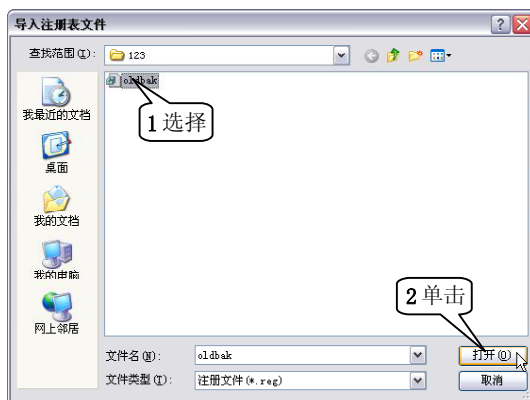 导入注册表文件
查找范围(I):
123
oldbak
1选择
我最近的文档
桌面
我的文档
我的电脑
网上邻居
2单击
文件名(N):
oldbak
打开(O)
文件类型(T):
注册文件(*.reg)
取消